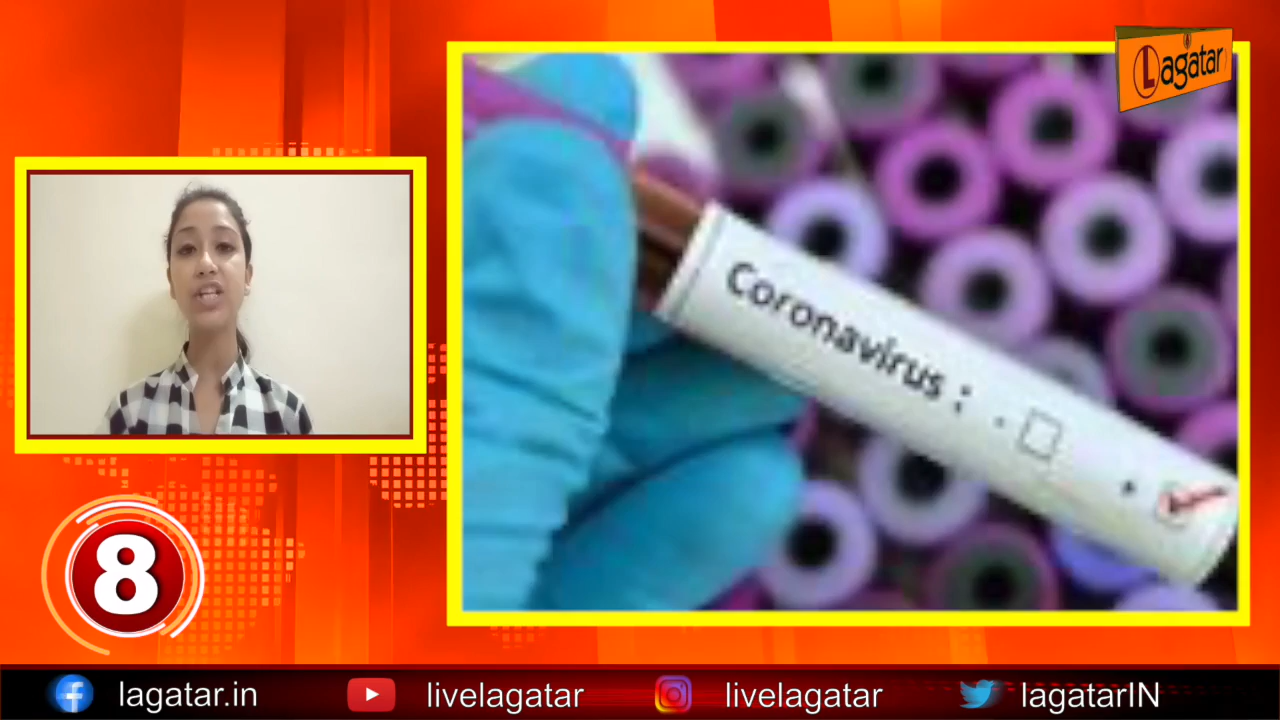 Lagatar
Coronavirus : - +
8
lagatar.in
livelagatar
livelagatar
lagatarIN